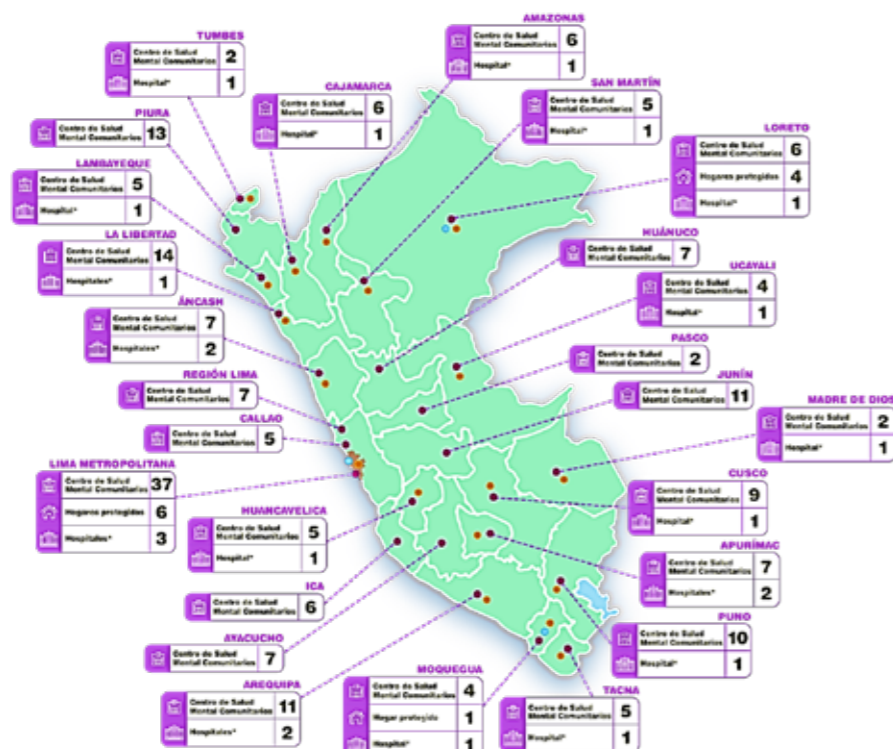 TUMBES
Centro de Salud
Mental Comunitarios 2
Hospital* 1
PIURA
Centro de Salud
Mental Comunitarios 13
LAMBAYEQUE
Centro de Salud
Mental Comunitarios 5
Hospital* 1
LA LIBERTAD
Centro de Salud
Mental Comunitarios 14
Hospitales* 1
ÁNCASH
Centro de Salud
Mental Comunitarios 7
Hospitales* 2
REGIÓN LIMA
Centro de Salud
Mental Comunitarios 7
CALLAO
Centro de Salud
Mental Comunitarios 5
LIMA METROPOLITANA
Centro de Salud
Mental Comunitarios 37
Hogares protegidos 6
Hospitales* 3
HUANCAVELICA
Centro de Salud
Mental Comunitarios 5
Hospital* 1
ICA
Centro de Salud
Mental Comunitarios 6
AYACUCHO
Centro de Salud
Mental Comunitarios 7
AREQUIPA
Centro de Salud
Mental Comunitarios 11
Hospitales* 2
CAJAMARCA
Centro de Salud
Mental Comunitarios 6
Hospital* 1
AMAZONAS
Centro de Salud
Mental Comunitarios 6
Hospital* 1
SAN MARTÍN
Centro de Salud
Mental Comunitarios 5
Hospital* 1
LORETO
Centro de Salud
Mental Comunitarios 6
Hogares protegidos 4
Hospital* 1
HUÁNUCO
Centro de Salud
Mental Comunitarios 7
UCAYALI
Centro de Salud
Mental Comunitarios 4
Hospital* 1
PASCO
Centro de Salud
Mental Comunitarios 2
JUNÍN
Centro de Salud
Mental Comunitarios 11
MADRE DE DIOS
Centro de Salud
Mental Comunitarios 2
Hospital* 1
CUSCO
Centro de Salud
Mental Comunitarios 9
Hospital* 1
APURÍMAC
Centro de Salud
Mental Comunitarios 7
Hospitales* 2
PUNO
Centro de Salud
Mental Comunitarios 10
Hospital* 1
MOQUEGUA
Centro de Salud
Mental Comunitarios 4
Hogar protegido 1
Hospital* 1
TACNA
Centro de Salud
Mental Comunitarios 5
Hospital* 1